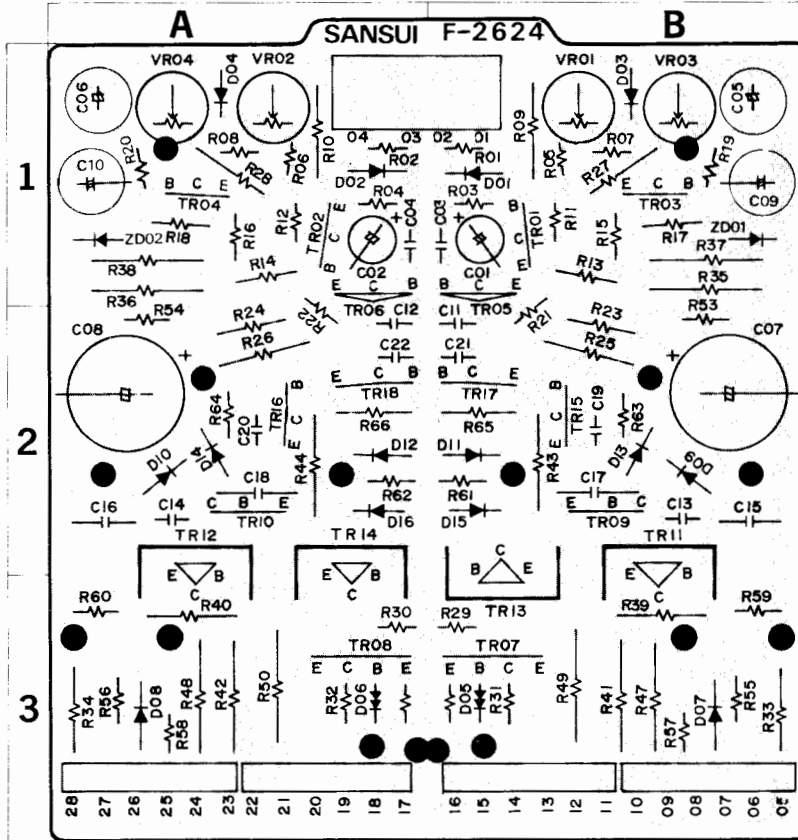 A B
SANSUI F-2624
VR04 D04 VR02 VR01 D03 VR03
C06 C05
04 03 02 01
R20 R08 R06 R10 R02 R01 R09 R05 R07 R19
C10 R28 D02 D01 R27 C09
1
B C E R04 R03 E C B
TR04 R12 TR02 E C B C04 C03 B C E TR01 R11 TR03
ZD02 R18 R16 C02 C01 R15 R17 ZD01
R38 R14 R13 R37
R36 E C B B C E R35
R54 R24 R22 TR06 C12 C11 TR05 R21 R23 R53
C08 R26 C22 C21 R25 C07
+ +
E C B B C E
TR18 TR17
2
R64 C20 TR16 B C E R66 R65 B C E TR15 C19 R63
D10 D14 R44 D12 D11 R43 D13 D09
C18 R62 R61 C17
C16 C14 C B E D16 D15 E B C C13 C15
TR10 TR09
TR12 TR14 C TR11
E B E B B E E B
C C C
TR13
R60 R40 R30 R29 R39 R59
TR08 TR07
E C B E E B C E
3
R34 R56 D08 R58 R48 R42 R50 R32 D06 D05 R31 R49 R41 R47 R57 D07 R55 R33
28 27 26 25 24 23 22 21 20 19 18 17 16 15 14 13 12 11 10 09 08 07 06 05